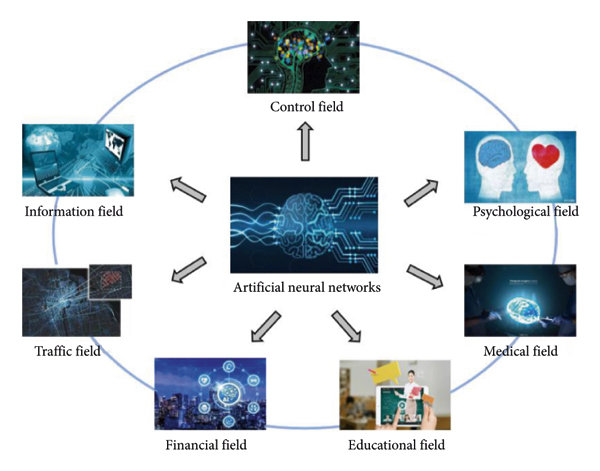 Control field
Information field
Psychological field
Artificial neural networks
Traffic field
Medical field
Financial field
Educational field